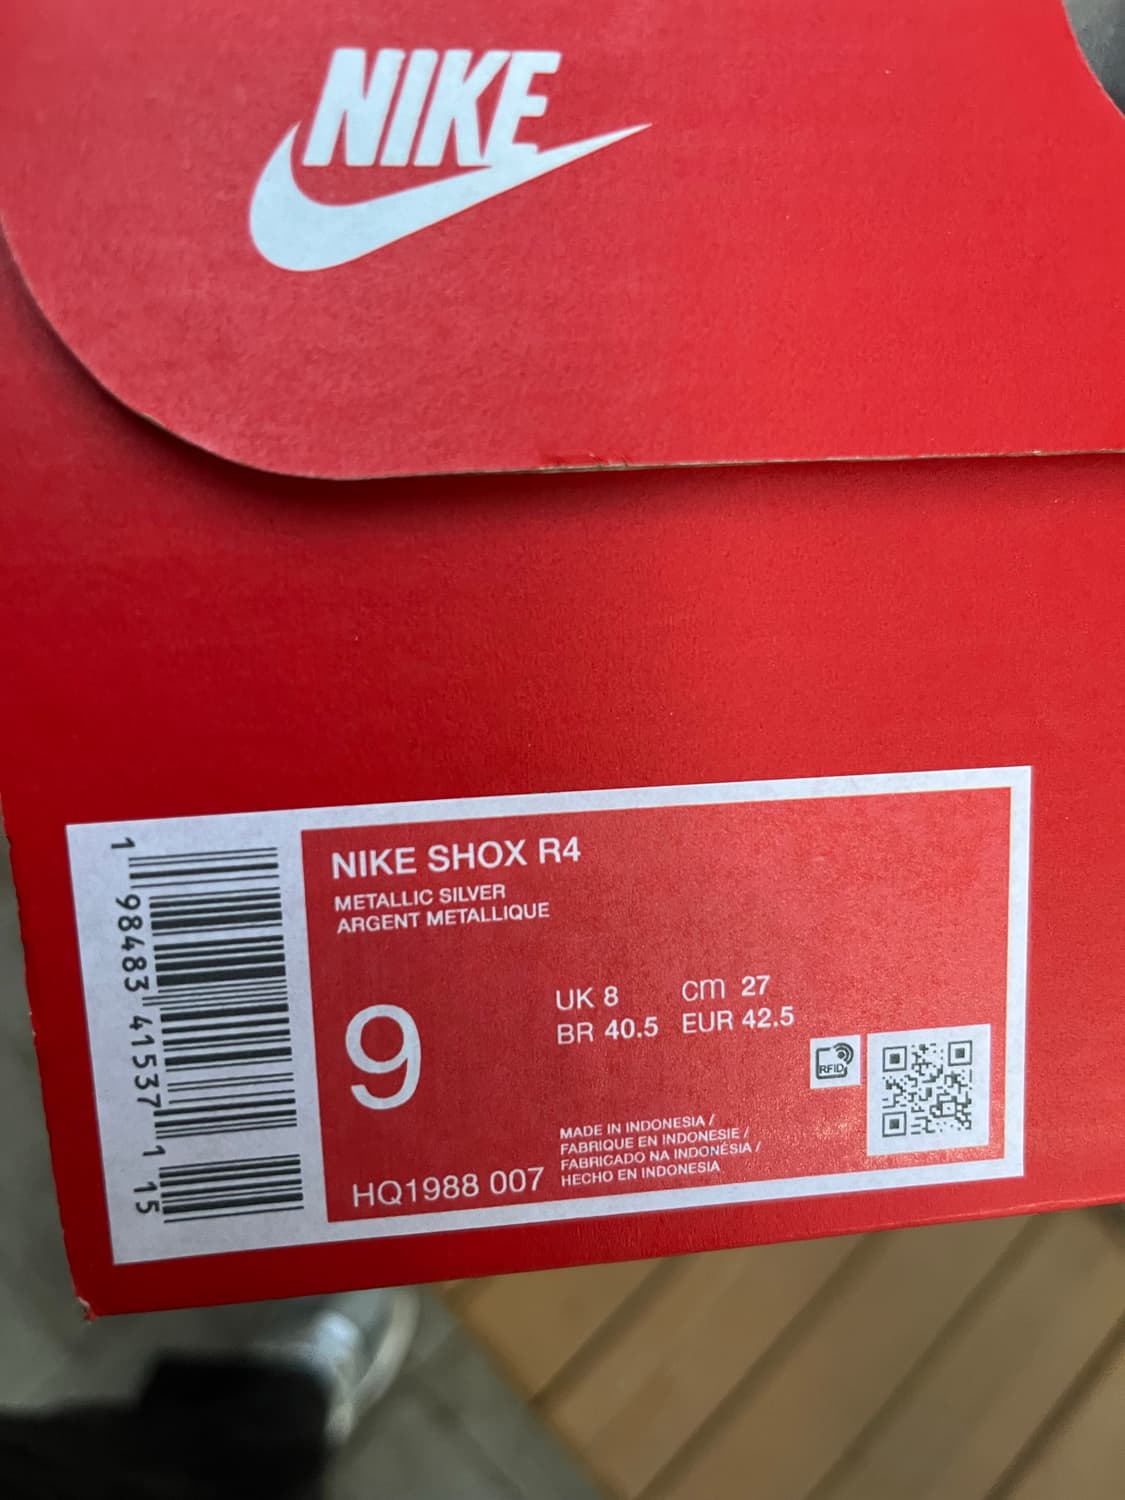 NIKE
NIKE SHOX R4
METALLIC SILVER
ARGENT METALLIQUE
9
UK 8 cm 27
BR 40.5 EUR 42.5
RFID
MADE IN INDONESIA /
FABRIQUE EN INDONESIE /
FABRICADO NA INDONÉSIA /
HECHO EN INDONESIA
HQ1988 007
1 98483 41537 1 15